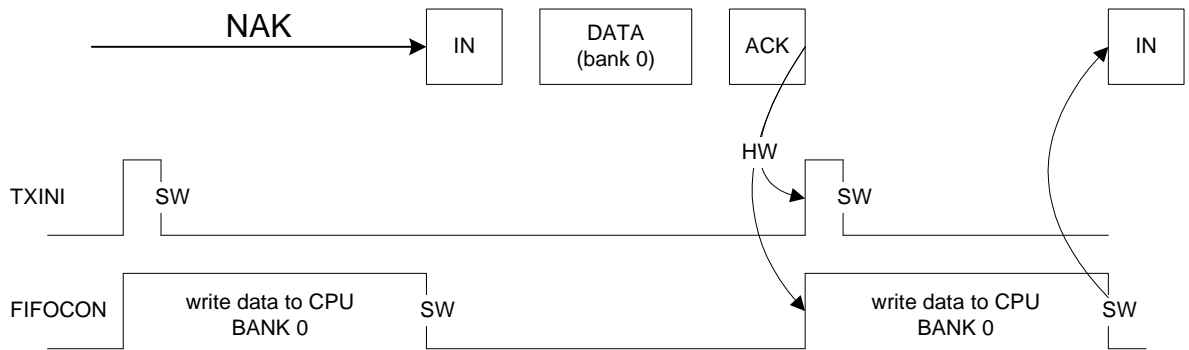 NAK
IN
DATA
(bank 0)
ACK
IN
HW
TXINI
SW
SW
FIFOCON
write data to CPU
BANK 0
SW
write data to CPU
BANK 0
SW